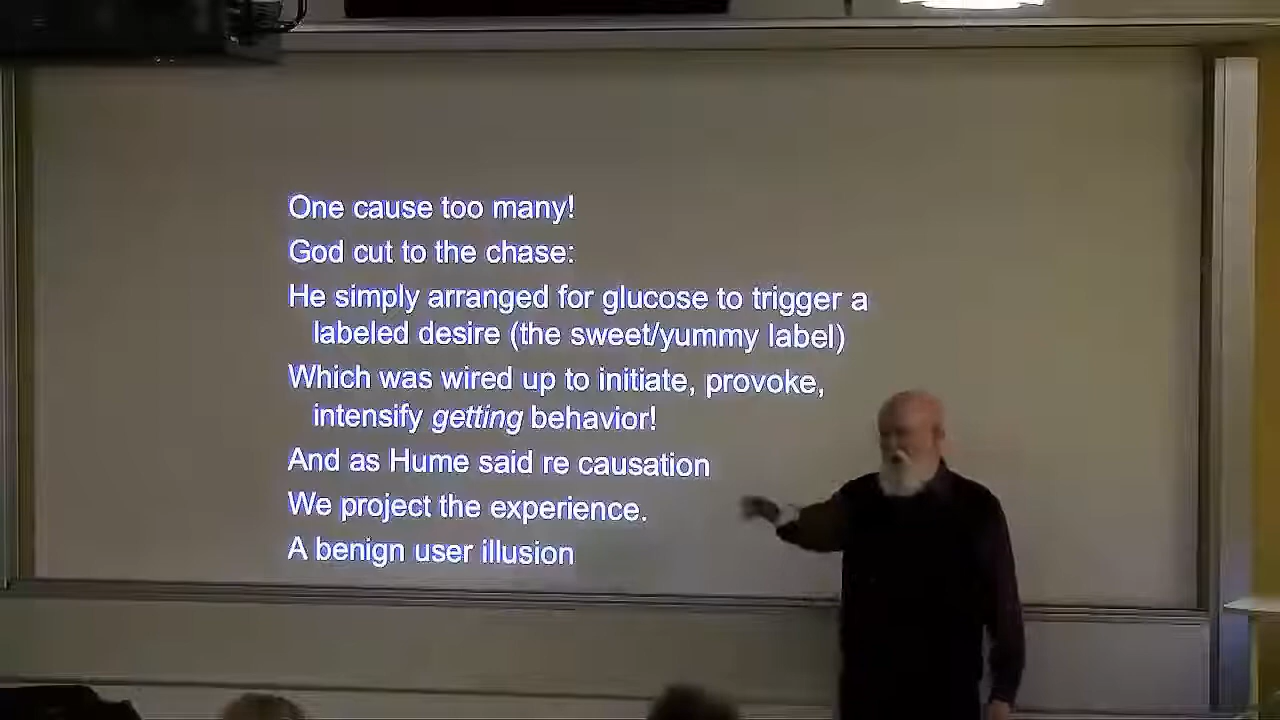 One cause too many!
God cut to the chase:
He simply arranged for glucose to trigger a
labeled desire (the sweet/yummy label)
Which was wired up to initiate, provoke,
intensify getting behavior!
And as Hume said re causation
We project the experience.
A benign user illusion